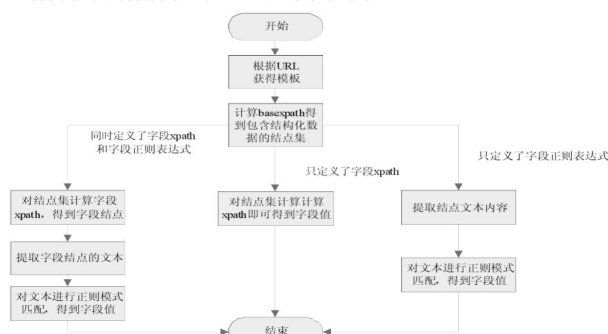 开始
根据URL
获得模板
计算basexpath得
到包含结构化数
据的结点集
同时定义了字段xpath
和字段正则表达式
只定义了字段xpath
只定义了字段正则表达式
对结点集计算字段
xpath，得到字段结点
提取字段结点的文本
对文本进行正则模式
匹配，得到字段值
对结点集计算计算
xpath即可得到字段值
提取结点文本内容
对文本进行正则模式
匹配，得到字段值
结束